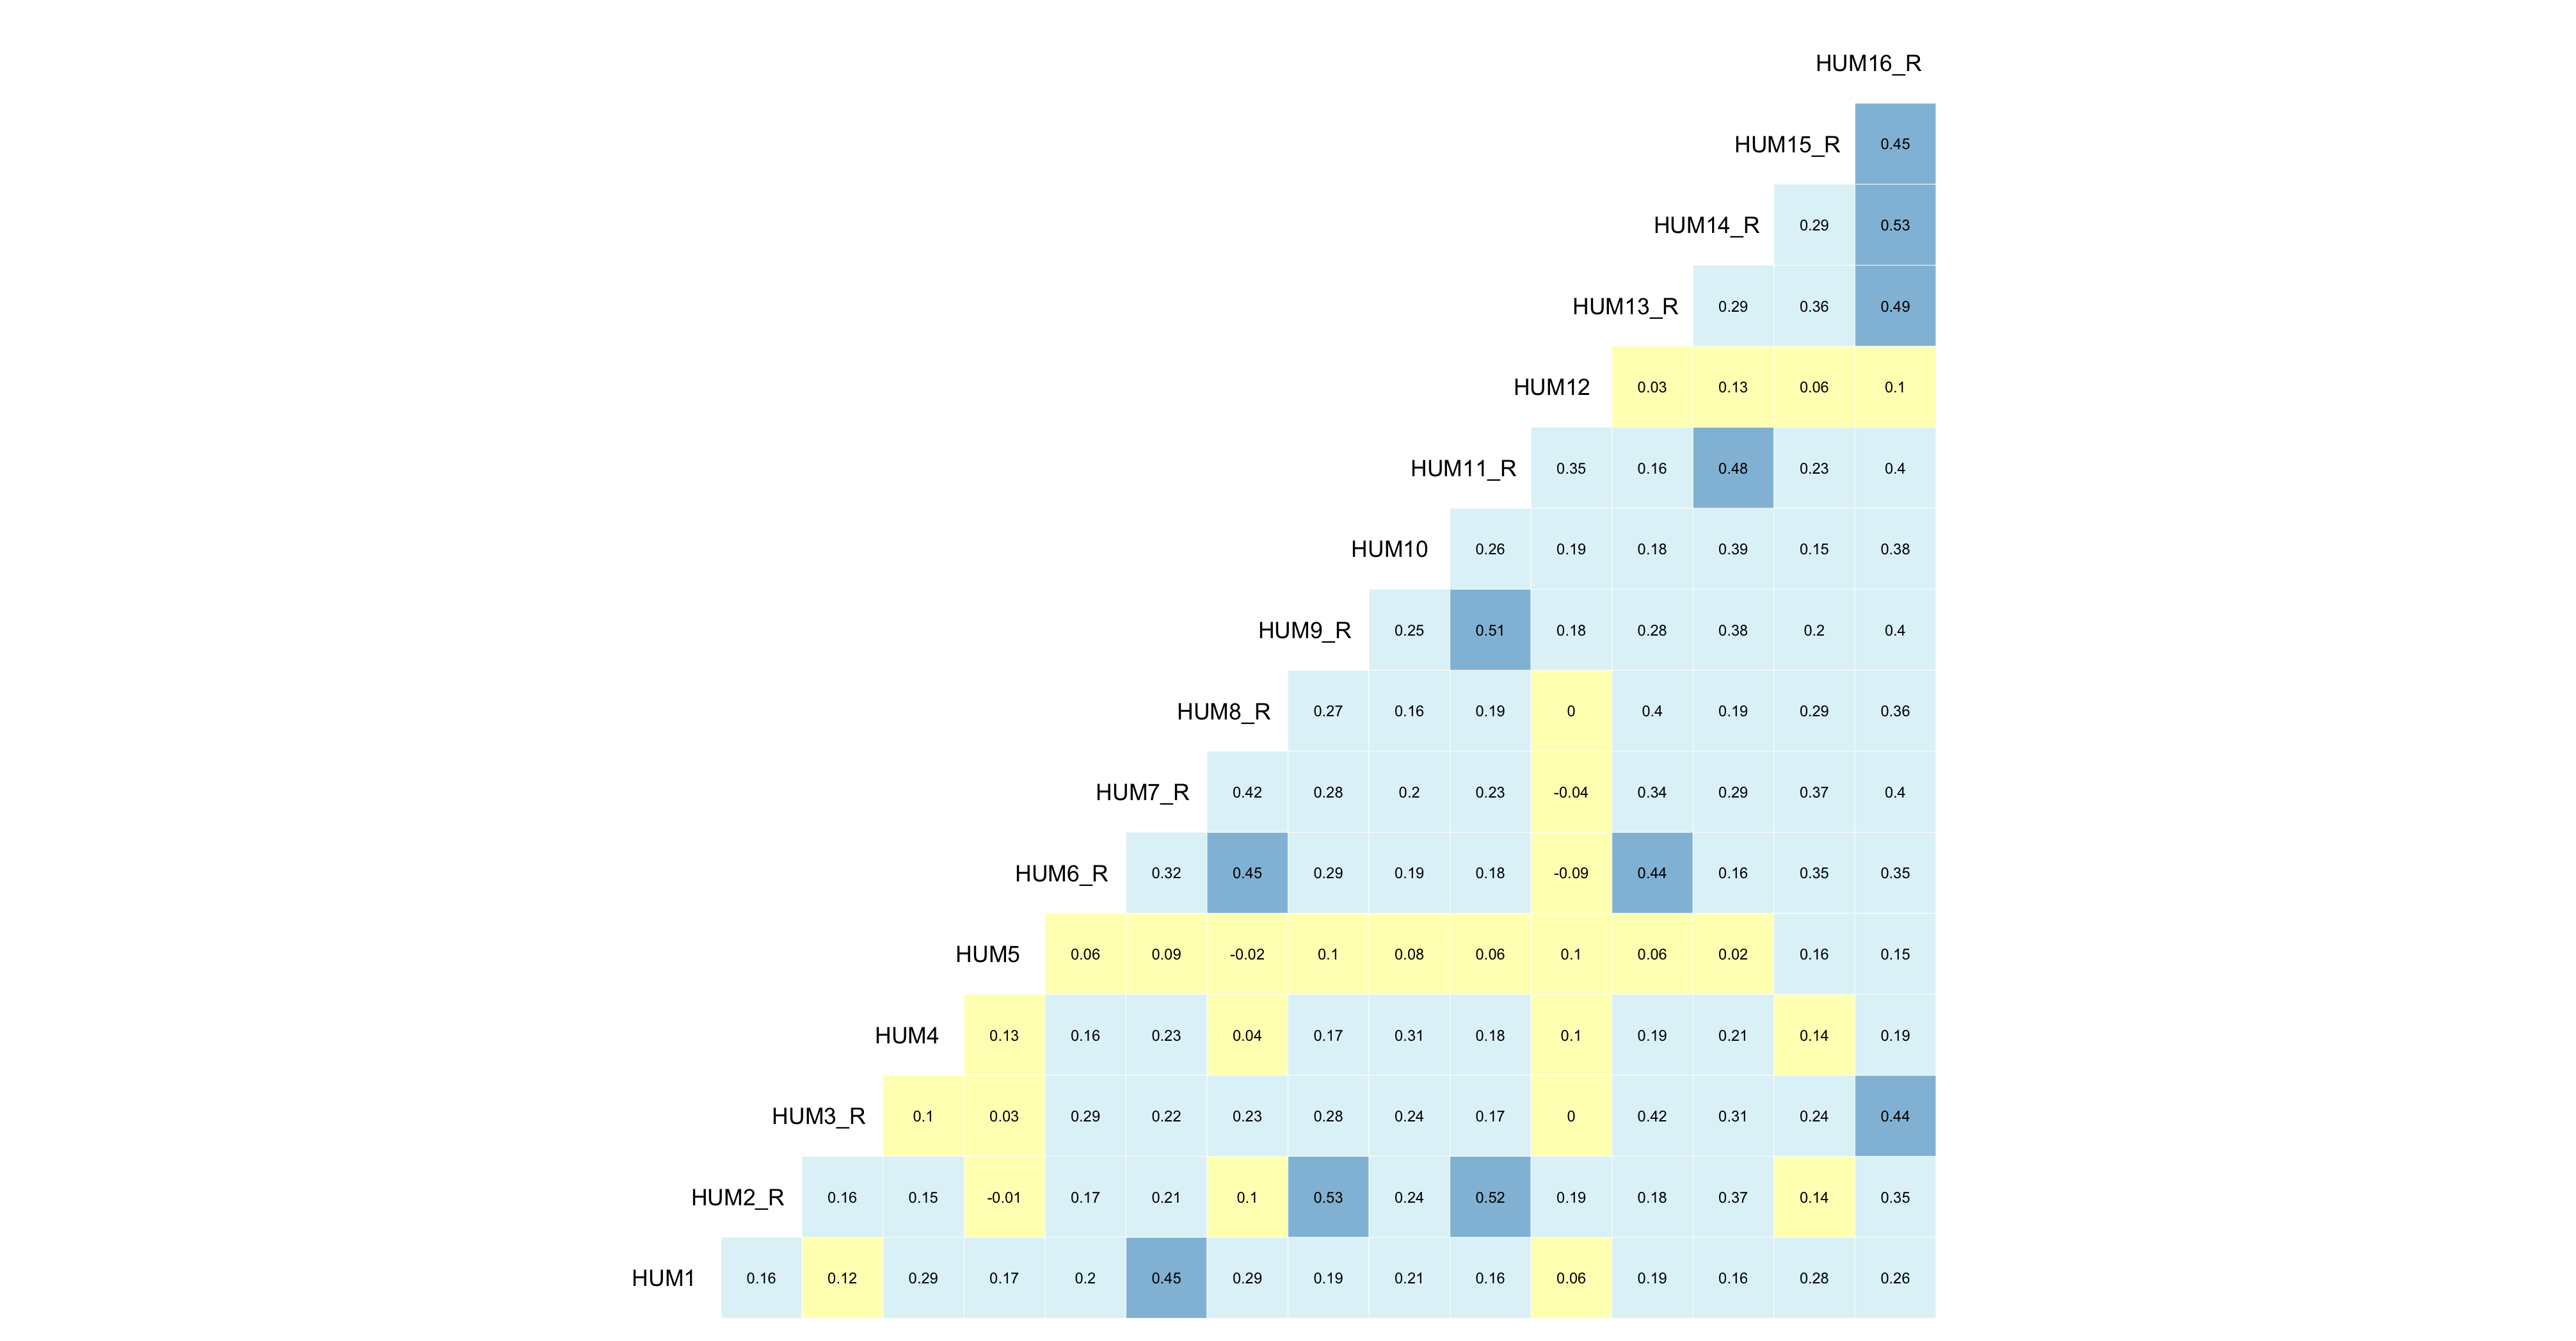 HUM16_R
HUM15_R 0.45
HUM14_R 0.29 0.53
HUM13_R 0.29 0.36 0.49
HUM12 0.03 0.13 0.06 0.1
HUM11_R 0.35 0.16 0.48 0.23 0.4
HUM10 0.26 0.19 0.18 0.39 0.15 0.38
HUM9_R 0.25 0.51 0.18 0.28 0.38 0.2 0.4
HUM8_R 0.27 0.16 0.19 0 0.4 0.19 0.29 0.36
HUM7_R 0.42 0.28 0.2 0.23 -0.04 0.34 0.29 0.37 0.4
HUM6_R 0.32 0.45 0.29 0.19 0.18 -0.09 0.44 0.16 0.35 0.35
HUM5 0.06 0.09 -0.02 0.1 0.08 0.06 0.1 0.06 0.02 0.16 0.15
HUM4 0.13 0.16 0.23 0.04 0.17 0.31 0.18 0.1 0.19 0.21 0.14 0.19
HUM3_R 0.1 0.03 0.29 0.22 0.23 0.28 0.24 0.17 0 0.42 0.31 0.24 0.44
HUM2_R 0.16 0.15 -0.01 0.17 0.21 0.1 0.53 0.24 0.52 0.19 0.18 0.37 0.14 0.35
HUM1 0.16 0.12 0.29 0.17 0.2 0.45 0.29 0.19 0.21 0.16 0.06 0.19 0.16 0.28 0.26